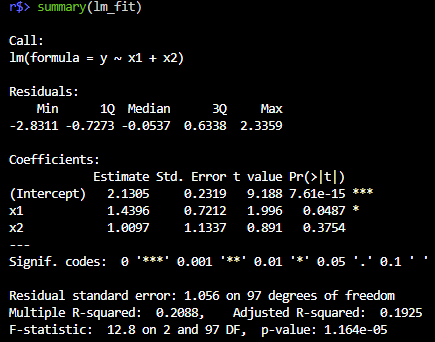 r$> summary(lm_fit)

Call:
lm(formula = y ~ x1 + x2)

Residuals:
    Min      1Q  Median      3Q     Max
-2.8311 -0.7273 -0.0537  0.6338  2.3359

Coefficients:
            Estimate Std. Error t value Pr(>|t|)
(Intercept)   2.1305     0.2319   9.188 7.61e-15 ***
x1            1.4396     0.7212   1.996   0.0487 *
x2            1.0097     1.1337   0.891   0.3754
---
Signif. codes:  0 '***' 0.001 '**' 0.01 '*' 0.05 '.' 0.1 ' '

Residual standard error: 1.056 on 97 degrees of freedom
Multiple R-squared:  0.2088,    Adjusted R-squared:  0.1925
F-statistic:  12.8 on 2 and 97 DF,  p-value: 1.164e-05